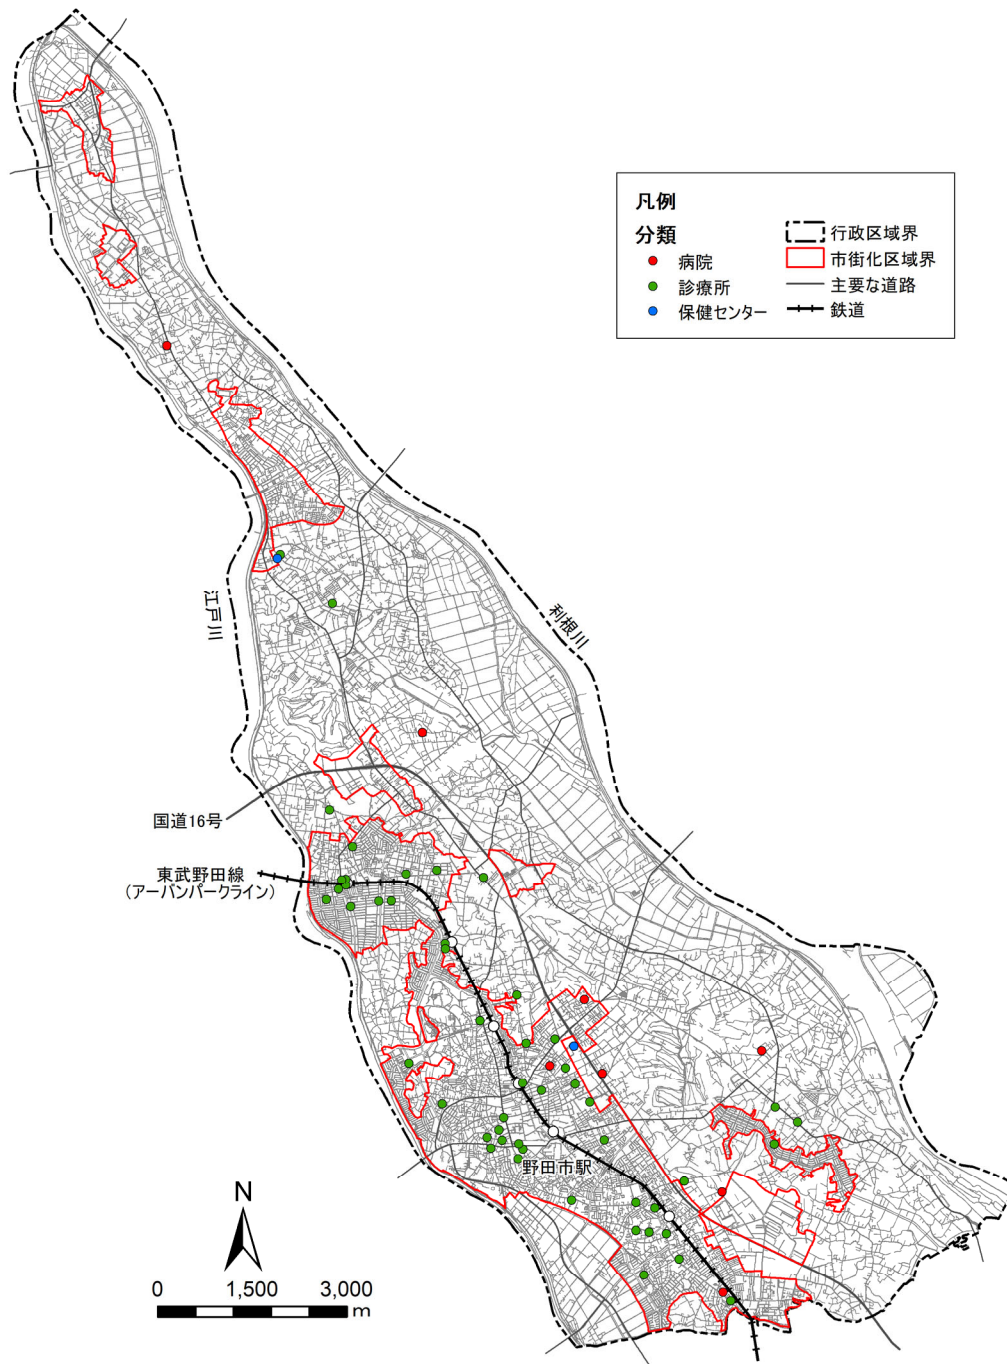 凡例
分類
病院
診療所
保健センター
行政区域界
市街化区域界
主要な道路
鉄道
江戸川
利根川
国道16号
東武野田線
（アーバンパークライン）
野田市駅
N
0 1,500 3,000
m